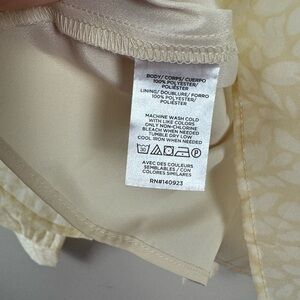 BODY/ CORPS/ CUERPO
100% POLYESTER/
POLIESTER
LINING/ DOUBLURE/ FORRO
100% POLYESTER/
POLIESTER
MACHINE WASH COLD
WITH LIKE COLORS
ONLY NON-CHLORINE
BLEACH WHEN NEEDED
TUMBLE DRY LOW
COOL IRON WHEN NEEDED
30
P
AVEC DES COULEURS
SEMBLABLES / CON
COLORES SIMILARES
RN#140923